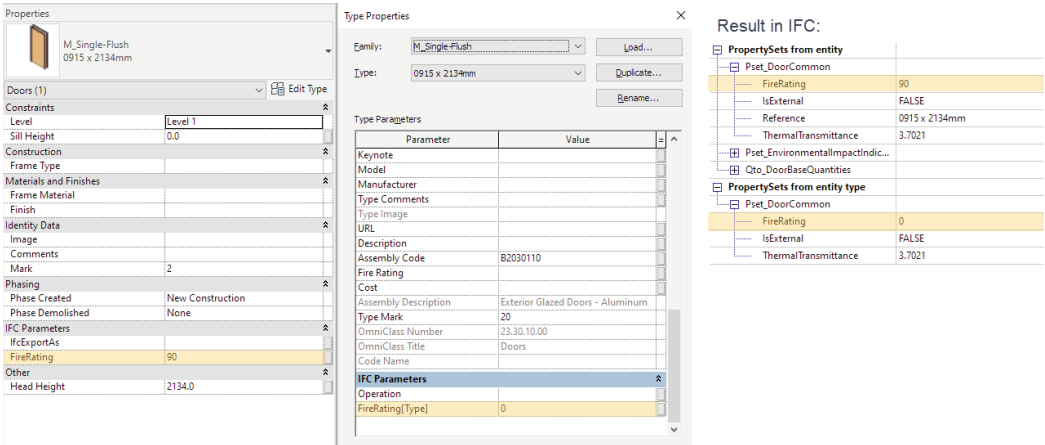 Properties
M_Single-Flush
0915 x 2134mm
Doors (1)
Edit Type
Constraints
Level Level 1
Sill Height 0.0
Construction
Frame Type
Materials and Finishes
Frame Material
Finish
Identity Data
Image
Comments
Mark 2
Phasing
Phase Created New Construction
Phase Demolished None
IFC Parameters
IfcExportAs
FireRating 90
Other
Head Height 2134.0
Type Properties
Family: M_Single-Flush Load...
Type: 0915 x 2134mm Duplicate...
Rename...
Type Parameters
Parameter Value =
Keynote
Model
Manufacturer
Type Comments
Type Image
URL
Description
Assembly Code B2030110
Fire Rating
Cost
Assembly Description Exterior Glazed Doors - Aluminum
Type Mark 20
OmniClass Number 23.30.10.00
OmniClass Title Doors
Code Name
IFC Parameters
Operation
FireRating[Type] 0
Result in IFC:
PropertySets from entity
Pset_DoorCommon
FireRating 90
IsExternal FALSE
Reference 0915 x 2134mm
ThermalTransmittance 3.7021
Pset_EnvironmentalImpactIndic...
Qto_DoorBaseQuantities
PropertySets from entity type
Pset_DoorCommon
FireRating 0
IsExternal FALSE
ThermalTransmittance 3.7021